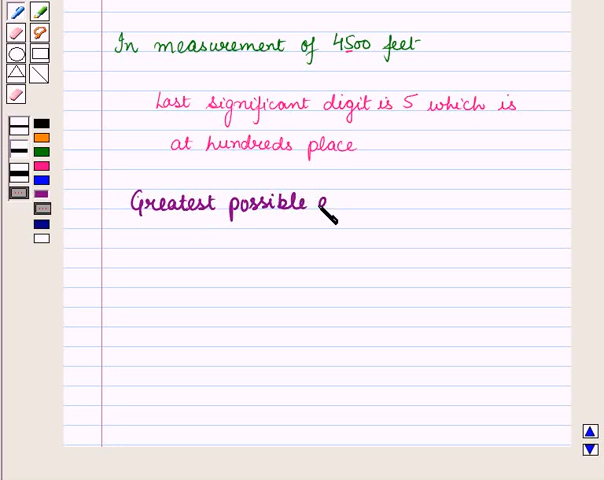 In measurement of 4500 feet
Last significant digit is 5 which is
at hundreds place
Greatest possible e